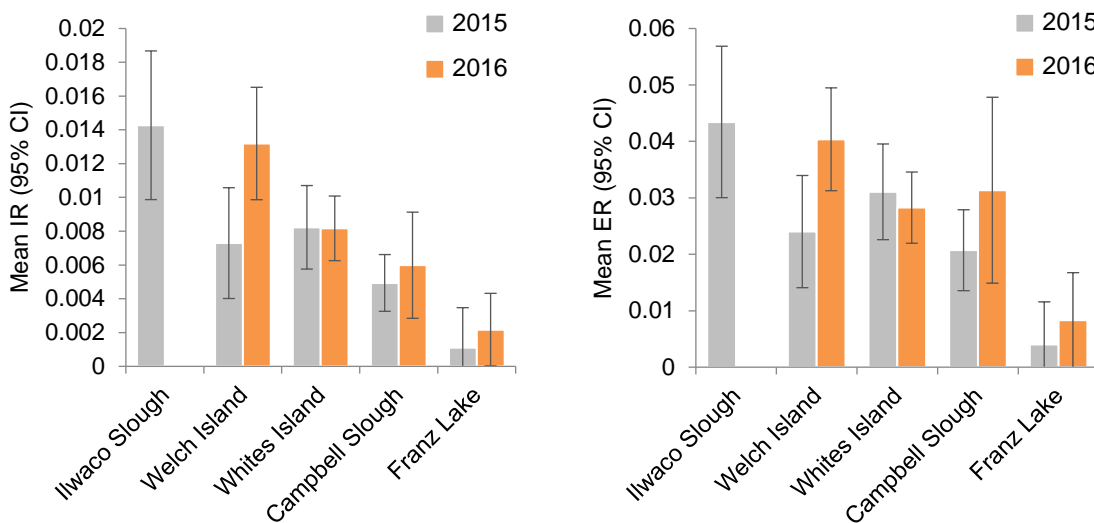 Mean IR (95% CI)
0.02
0.018
0.016
0.014
0.012
0.01
0.008
0.006
0.004
0.002
0
2015
2016
Ilwaco Slough
Welch Island
Whites Island
Campbell Slough
Franz Lake
Mean ER (95% CI)
0.06
0.05
0.04
0.03
0.02
0.01
0
2015
2016
Ilwaco Slough
Welch Island
Whites Island
Campbell Slough
Franz Lake